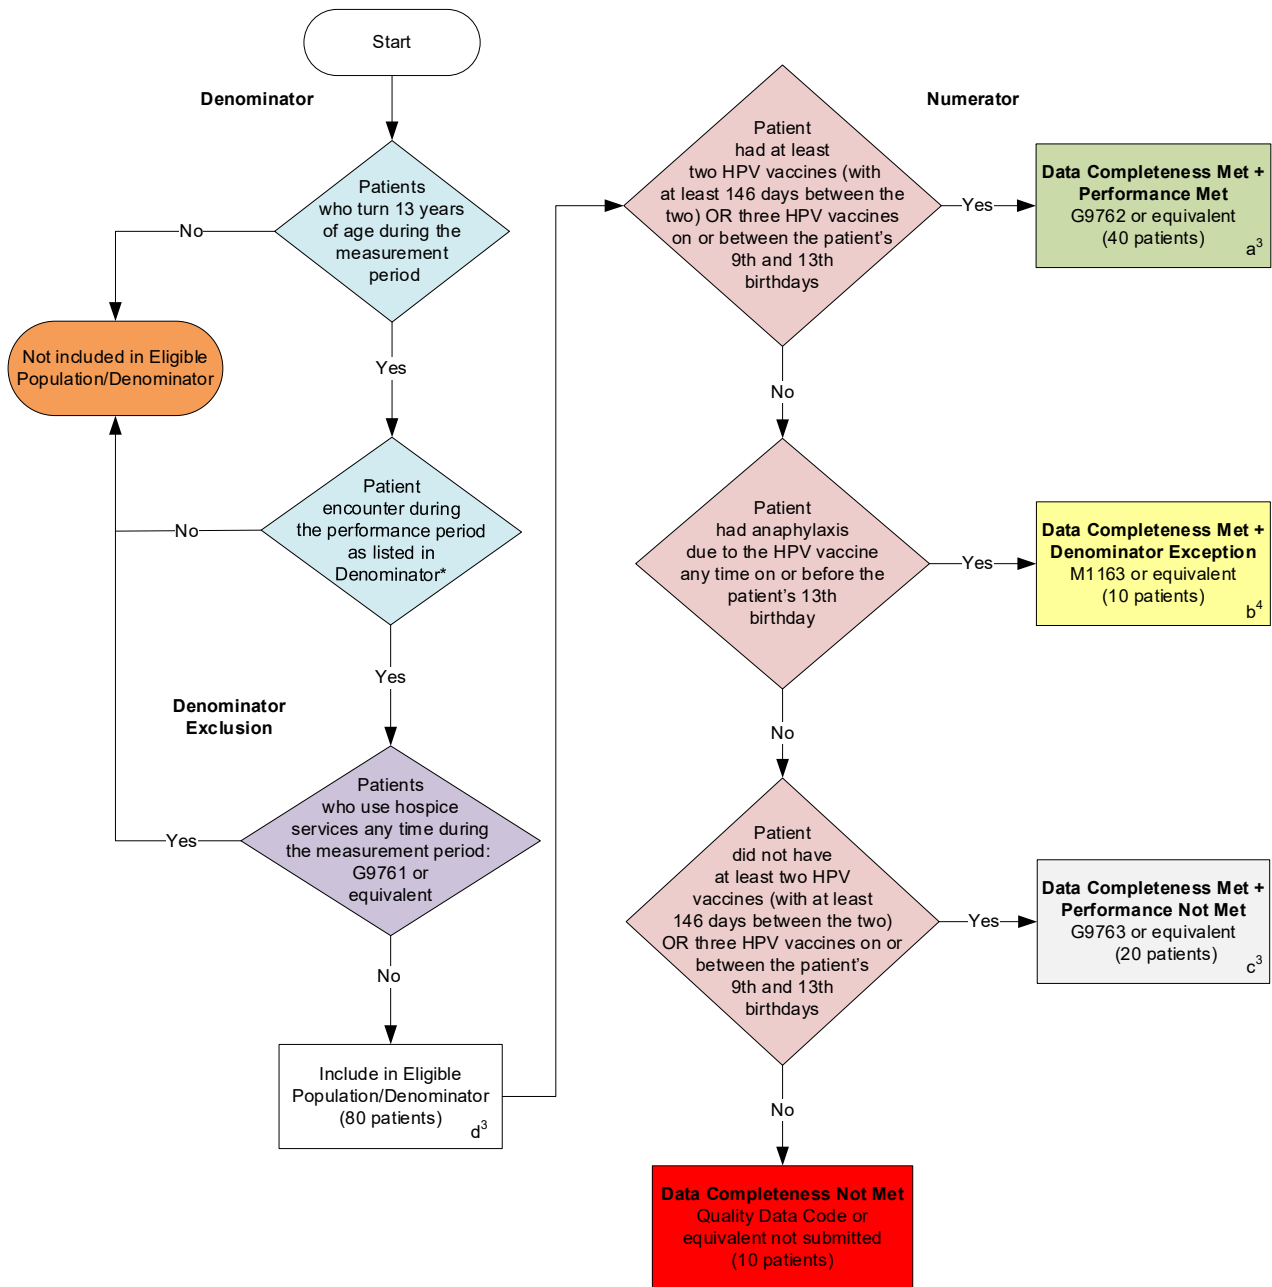 Start
Denominator
Patients
who turn 13 years
of age during the
measurement
period
No
Not included in Eligible
Population/Denominator
Yes
Patient
encounter during
the performance period
as listed in
Denominator*
No
Yes
Denominator
Exclusion
Patients
who use hospice
services any time during
the measurement period:
G9761 or
equivalent
Yes
No
Include in Eligible
Population/Denominator
(80 patients)
d3
Numerator
Patient
had at least
two HPV vaccines (with
at least 146 days between the
two) OR three HPV vaccines
on or between the patient’s
9th and 13th
birthdays
Yes
Data Completeness Met +
Performance Met
G9762 or equivalent
(40 patients)
a3
No
Patient
had anaphylaxis
due to the HPV vaccine
any time on or before the
patient’s 13th
birthday
Yes
Data Completeness Met +
Denominator Exception
M1163 or equivalent
(10 patients)
b4
No
Patient
did not have
at least two HPV
vaccines (with at least
146 days between the two)
OR three HPV vaccines on or
between the patient’s
9th and 13th
birthdays
Yes
Data Completeness Met +
Performance Not Met
G9763 or equivalent
(20 patients)
c3
No
Data Completeness Not Met
Quality Data Code or
equivalent not submitted
(10 patients)